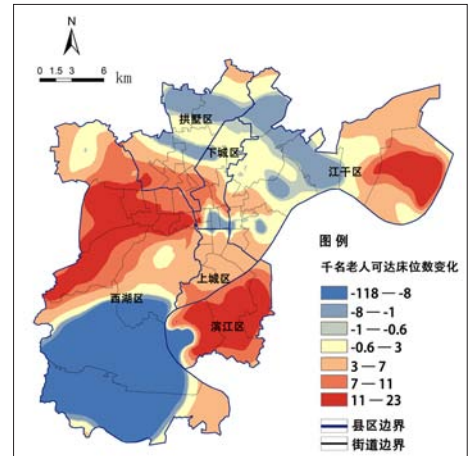 N
0 1.5 3 6 km
拱墅区
下城区
江干区
西湖区
上城区
滨江区
图 例
千名老人可达床位数变化
-118 — -8
-8 — -1
-1 — -0.6
-0.6 — 3
3 — 7
7 — 11
11 — 23
县区边界
街道边界